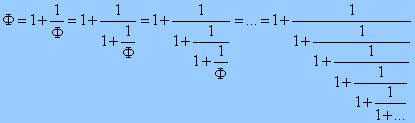 Φ = 1 + 1/Φ = 1 + 1/(1 + 1/Φ) = 1 + 1/(1 + 1/(1 + 1/Φ)) = ... = 1 + 1/(1 + 1/(1 + 1/(1 + 1/(1 + 1/(1 + ...)))))